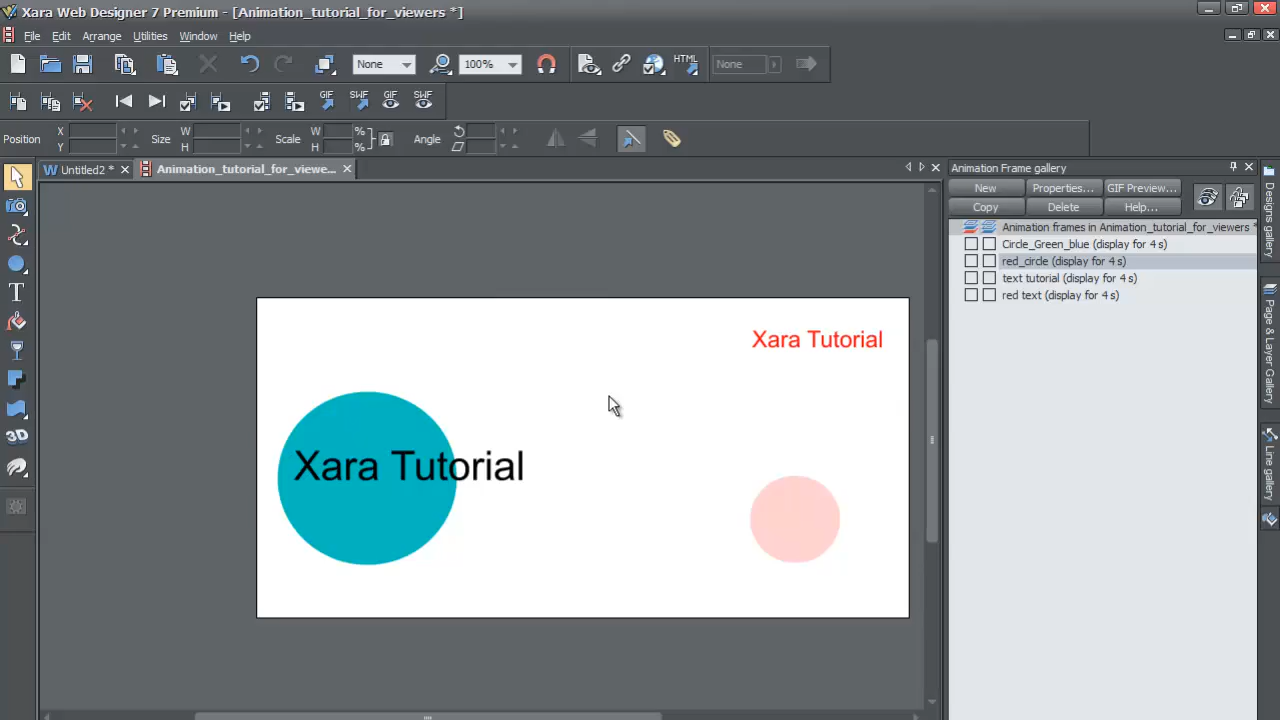 Xara Web Designer 7 Premium - [Animation_tutorial_for_viewers *]
File Edit Arrange Utilities Window Help
None 100% HTML None
GIF SWF GIF SWF
Position X Y Size W H Scale W H % % Angle
Untitled2 * Animation_tutorial_for_viewe...
Animation Frame gallery
New Properties... GIF Preview...
Copy Delete Help...
Animation frames in Animation_tutorial_for_viewers *
Circle_Green_blue (display for 4 s)
red_circle (display for 4 s)
text tutorial (display for 4 s)
red text (display for 4 s)
Xara Tutorial
Xara Tutorial
T
3D
Designs gallery
Page & Layer Gallery
Line gallery